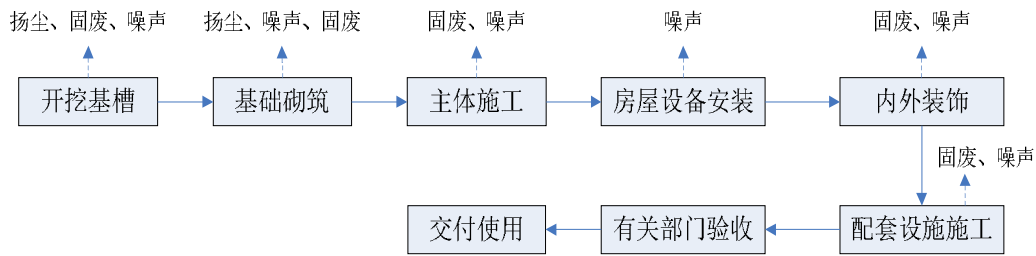 扬尘、固废、噪声
扬尘、噪声、固废
固废、噪声
噪声
固废、噪声
开挖基槽
基础砌筑
主体施工
房屋设备安装
内外装饰
固废、噪声
交付使用
有关部门验收
配套设施施工